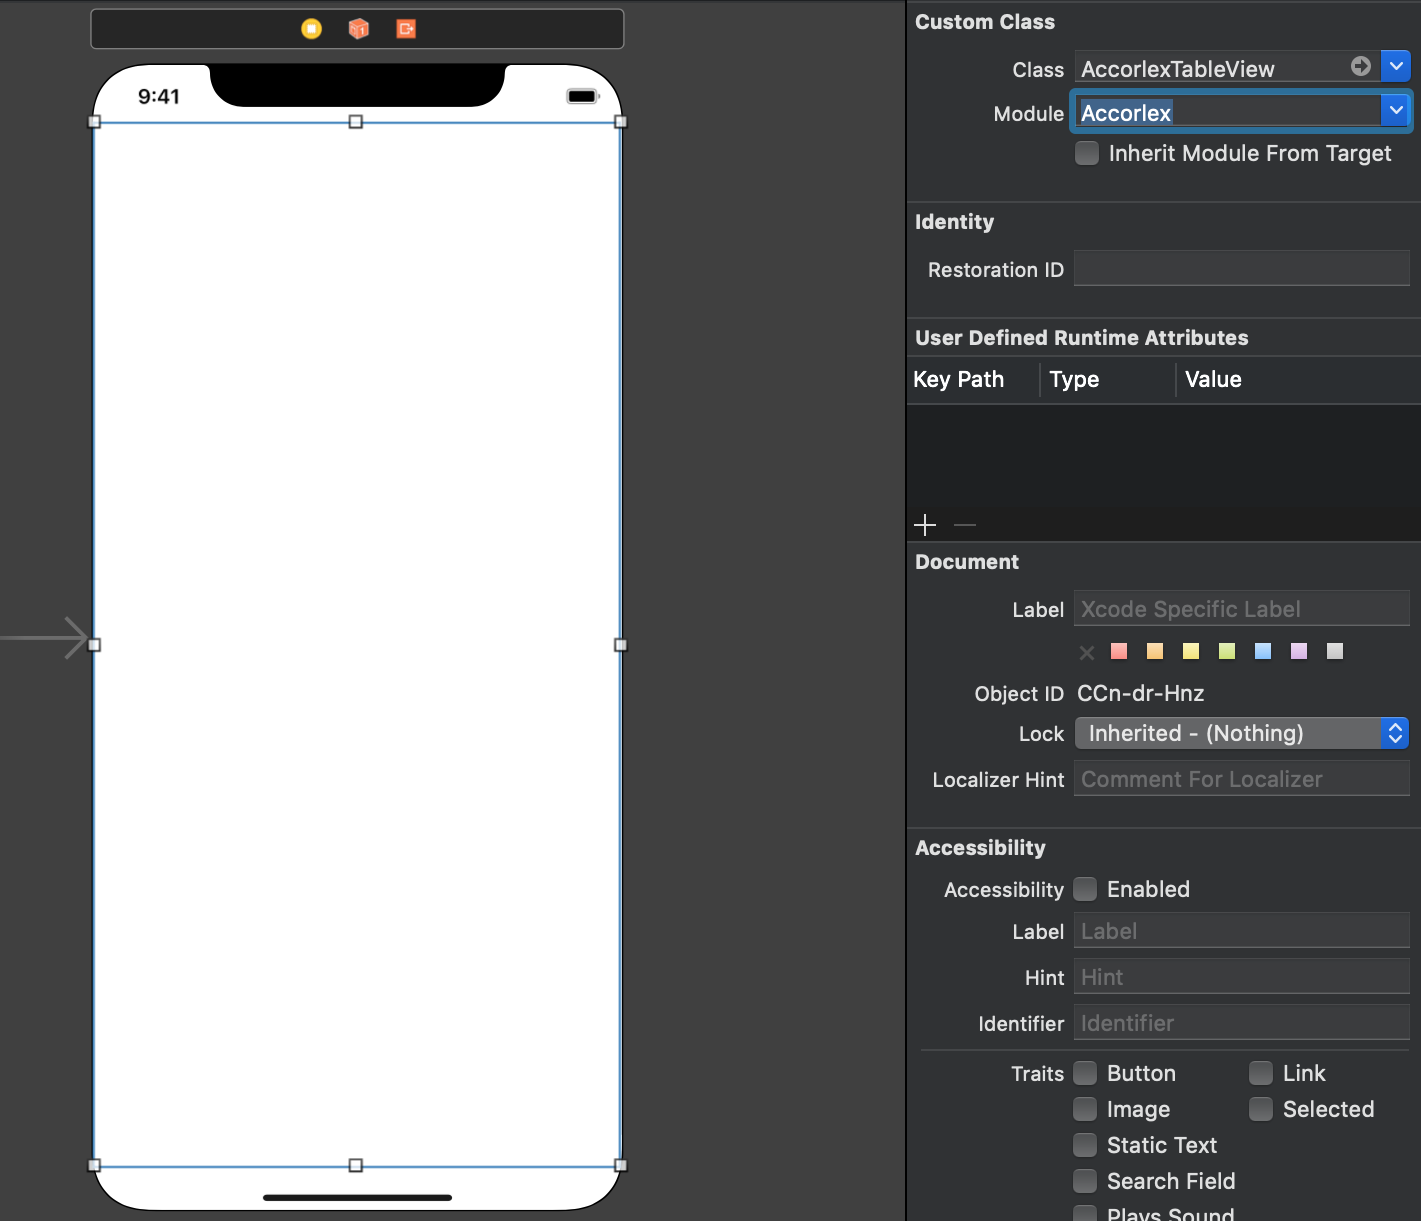 9:41
Custom Class
Class AccorlexTableView
Module Accorlex
Inherit Module From Target
Identity
Restoration ID
User Defined Runtime Attributes
Key Path Type Value
Document
Label Xcode Specific Label
Object ID CCn-dr-Hnz
Lock Inherited - (Nothing)
Localizer Hint Comment For Localizer
Accessibility
Accessibility Enabled
Label Label
Hint Hint
Identifier Identifier
Traits Button Link
Image Selected
Static Text
Search Field
Plays Sound